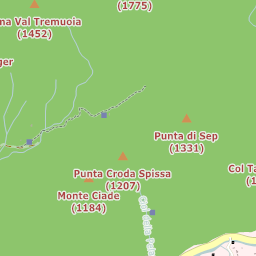 (1775)
na Val Tremuoia
(1452)
ger
Punta di Sep
(1331)
Punta Croda Spissa
(1207)
Col Ta
(1
Monte Ciade
(1184)